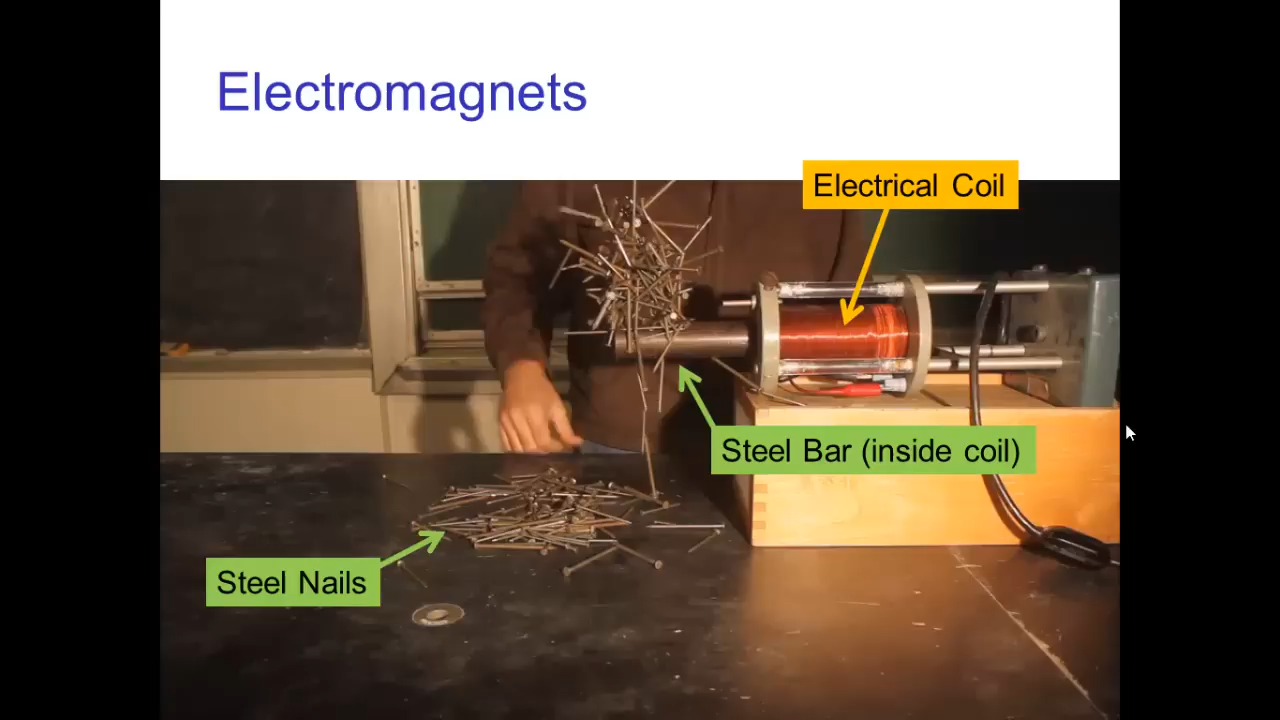 Electromagnets
Electrical Coil
Steel Bar (inside coil)
Steel Nails